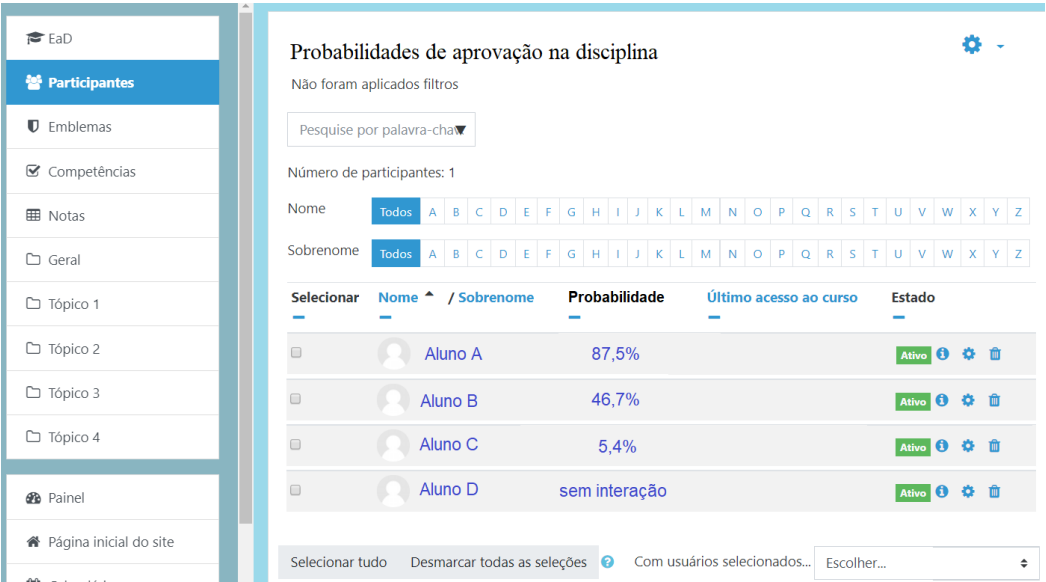 EaD
Participantes
Emblemas
Competências
Notas
Geral
Tópico 1
Tópico 2
Tópico 3
Tópico 4
Painel
Página inicial do site
Probabilidades de aprovação na disciplina
Não foram aplicados filtros
Pesquise por palavra-chav
Número de participantes: 1
Nome Todos A B C D E F G H I J K L M N O P Q R S T U V W X Y Z
Sobrenome Todos A B C D E F G H I J K L M N O P Q R S T U V W X Y Z
Selecionar Nome / Sobrenome Probabilidade Último acesso ao curso Estado
Aluno A 87,5% Ativo
Aluno B 46,7% Ativo
Aluno C 5,4% Ativo
Aluno D sem interação Ativo
Selecionar tudo Desmarcar todas as seleções ? Com usuários selecionados... Escolher...